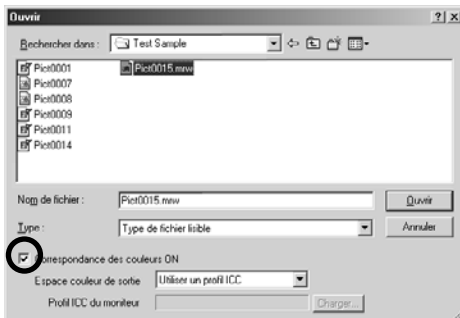 Ouvrir
Rechercher dans : Test Sample
Pict0001 Pict0015.mrw
Pict0007
Pict0008
Pict0009
Pict0011
Pict0014
Nom de fichier : Pict0015.mrw Ouvrir
Type : Type de fichier lisible Annuler
Correspondance des couleurs ON
Espace couleur de sortie Utiliser un profil ICC
Profil ICC du moniteur Charger...